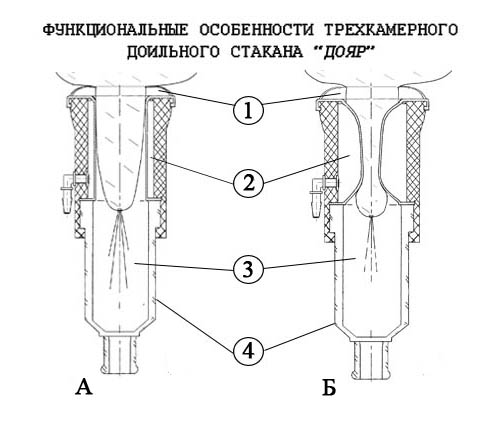 ФУНКЦИОНАЛЬНЫЕ ОСОБЕННОСТИ ТРЕХКАМЕРНОГО
ДОИЛЬНОГО СТАКАНА “ДОЯР”
1
2
3
4
А
Б